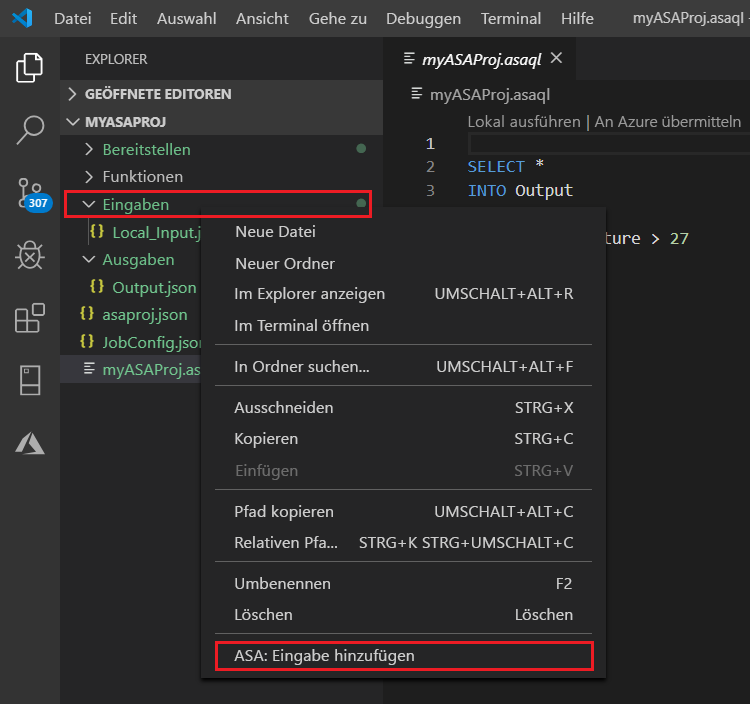 Datei Bearbeiten Auswahl Ansicht Gehe zu Debuggen Terminal Hilfe myASAProj.asaql -
EXPLORER
GEÖFFNETE EDITOREN
MYASAPROJ
Bereitstellen
Funktionen
Eingaben
{} Local_Input.j
Ausgaben
{} Output.json
{} asaproj.json
{} JobConfig.json
myASAProj.as
307
myASAProj.asaql
myASAProj.asaql
Lokal ausführen | An Azure übermitteln
1
2 SELECT *
3 INTO Output
ture > 27
Neue Datei
Neuer Ordner
Im Explorer anzeigen UMSCHALT+ALT+R
Im Terminal öffnen
In Ordner suchen... UMSCHALT+ALT+F
Ausschneiden STRG+X
Kopieren STRG+C
Einfügen STRG+V
Pfad kopieren UMSCHALT+ALT+C
Relativen Pfa... STRG+K STRG+UMSCHALT+C
Umbenennen F2
Löschen Löschen
ASA: Eingabe hinzufügen